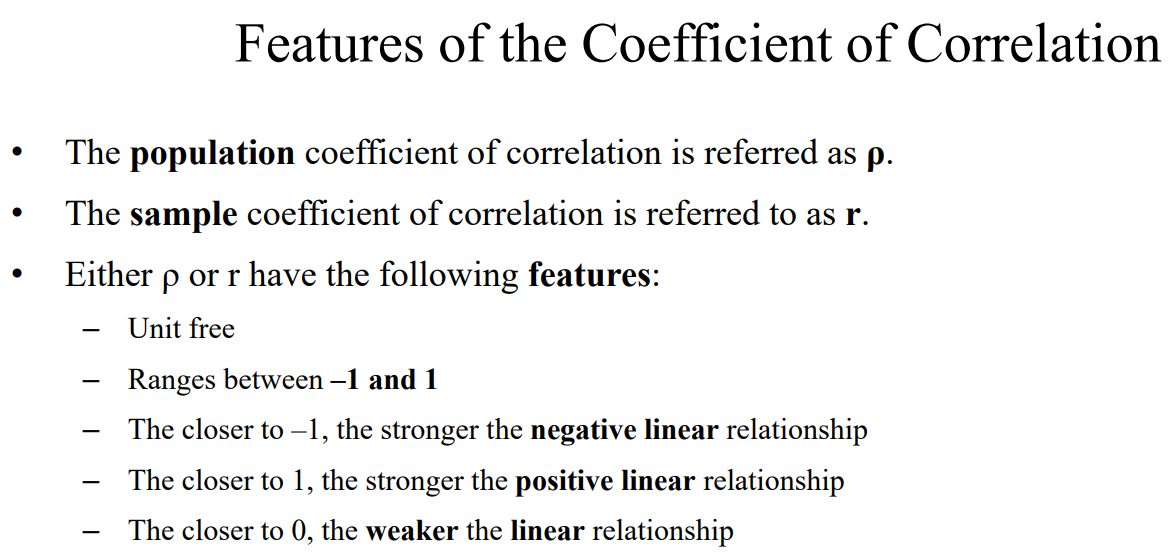 Features of the Coefficient of Correlation
• The population coefficient of correlation is referred as ρ.
• The sample coefficient of correlation is referred to as r.
• Either ρ or r have the following features:
– Unit free
– Ranges between –1 and 1
– The closer to –1, the stronger the negative linear relationship
– The closer to 1, the stronger the positive linear relationship
– The closer to 0, the weaker the linear relationship